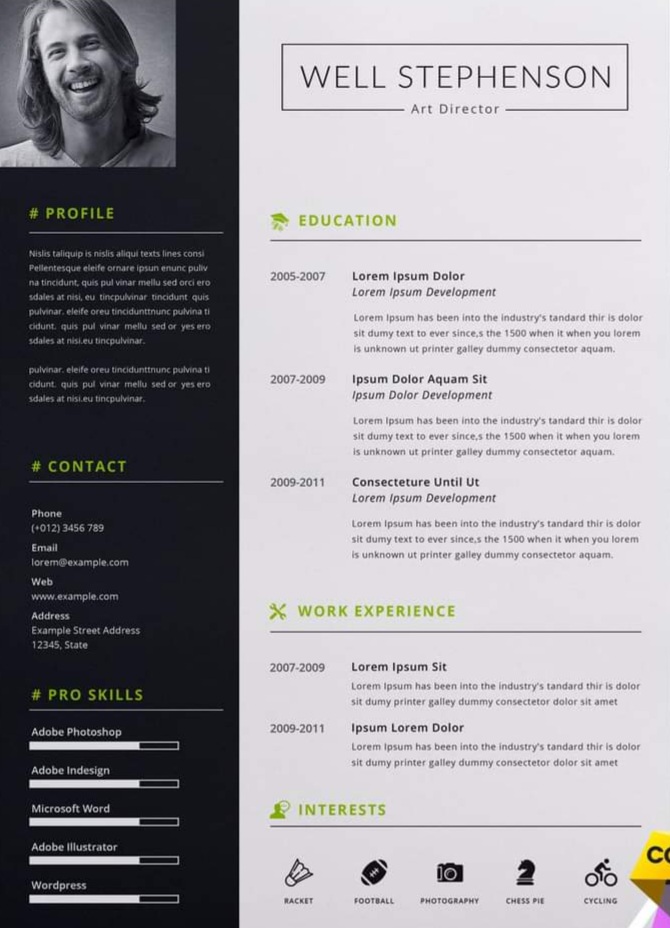 WELL STEPHENSON
Art Director
# PROFILE
Nislis taliquip is nislis aliqui texts lines consi
Pellentesque eleife ornare ipsun enunc puliv
na tincidunt, quis pul vinar mellu sed orci ero
sdales at nisi, eu tincpulvinar tincidunt quis
pulvinar. eleife oreu tincidunttnunc pulvina ti
cidunt. quis pul vinar mellu sed or yes ero
sdales at nisi.eu tincpulvinar.
pulvinar. eleife oreu tincidunttnunc pulvina ti
cidunt. quis pul vinar mellu sed or yes ero
sdales at nisi.eu tincpulvinar.
# CONTACT
Phone
(+012) 3456 789
Email
lorem@example.com
Web
www.example.com
Address
Example Street Address
12345, State
# PRO SKILLS
Adobe Photoshop
Adobe Indesign
Microsoft Word
Adobe Illustrator
Wordpress
EDUCATION
2005-2007 Lorem Ipsum Dolor
Lorem Ipsum Development
Lorem Ipsum has been into the industry's tandard thir is dolor
sit dumy text to ever since,s the 1500 when it when you lorem
is unknown ut printer galley dummy consectetor aquam.
2007-2009 Ipsum Dolor Aquam Sit
Ipsum Dolor Development
Lorem Ipsum has been into the industry's tandard thir is dolor
sit dumy text to ever since,s the 1500 when it when you lorem
is unknown ut printer galley dummy consectetor aquam.
2009-2011 Consecteture Until Ut
Lorem Ipsum Development
Lorem Ipsum has been into the industry's tandard thir is dolor
sit dumy text to ever since,s the 1500 when it when you lorem
is unknown ut printer galley dummy consectetor aquam.
WORK EXPERIENCE
2007-2009 Lorem Ipsum Sit
Lorem Ipsum has been into the industry's tandard thir is dolor
sit dumy printer galley dummy consectetor dolor sit amet
2009-2011 Ipsum Lorem Dolor
Lorem Ipsum has been into the industry's tandard thir is dolor
sit dumy printer galley dummy consectetor dolor sit amet
INTERESTS
RACKET FOOTBALL PHOTOGRAPHY CHESS PIE CYCLING